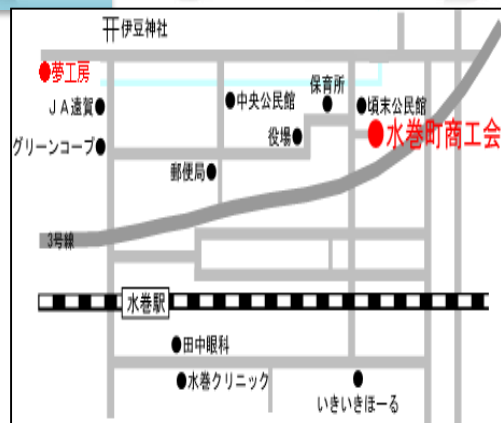 伊豆神社
夢工房
保育所
JA遠賀
中央公民館
頃末公民館
役場
水巻町商工会
グリーンコープ
郵便局
3号線
水巻駅
田中眼科
水巻クリニック
いきいきほーる